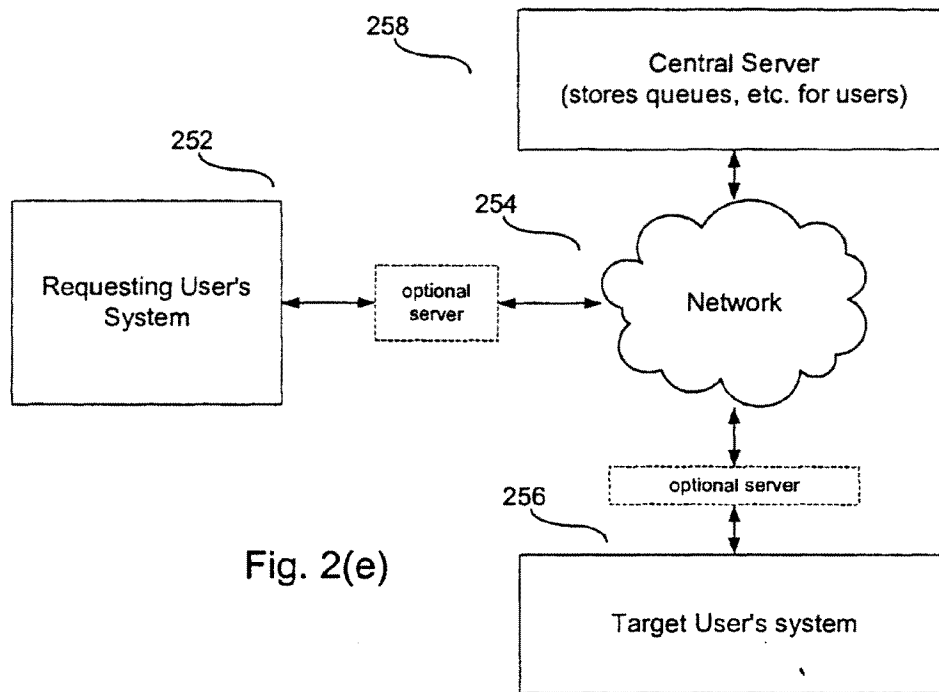 258
Central Server
(stores queues, etc. for users)
252
254
Requesting User's
System
optional
server
Network
optional server
256
Fig. 2(e)
Target User's system